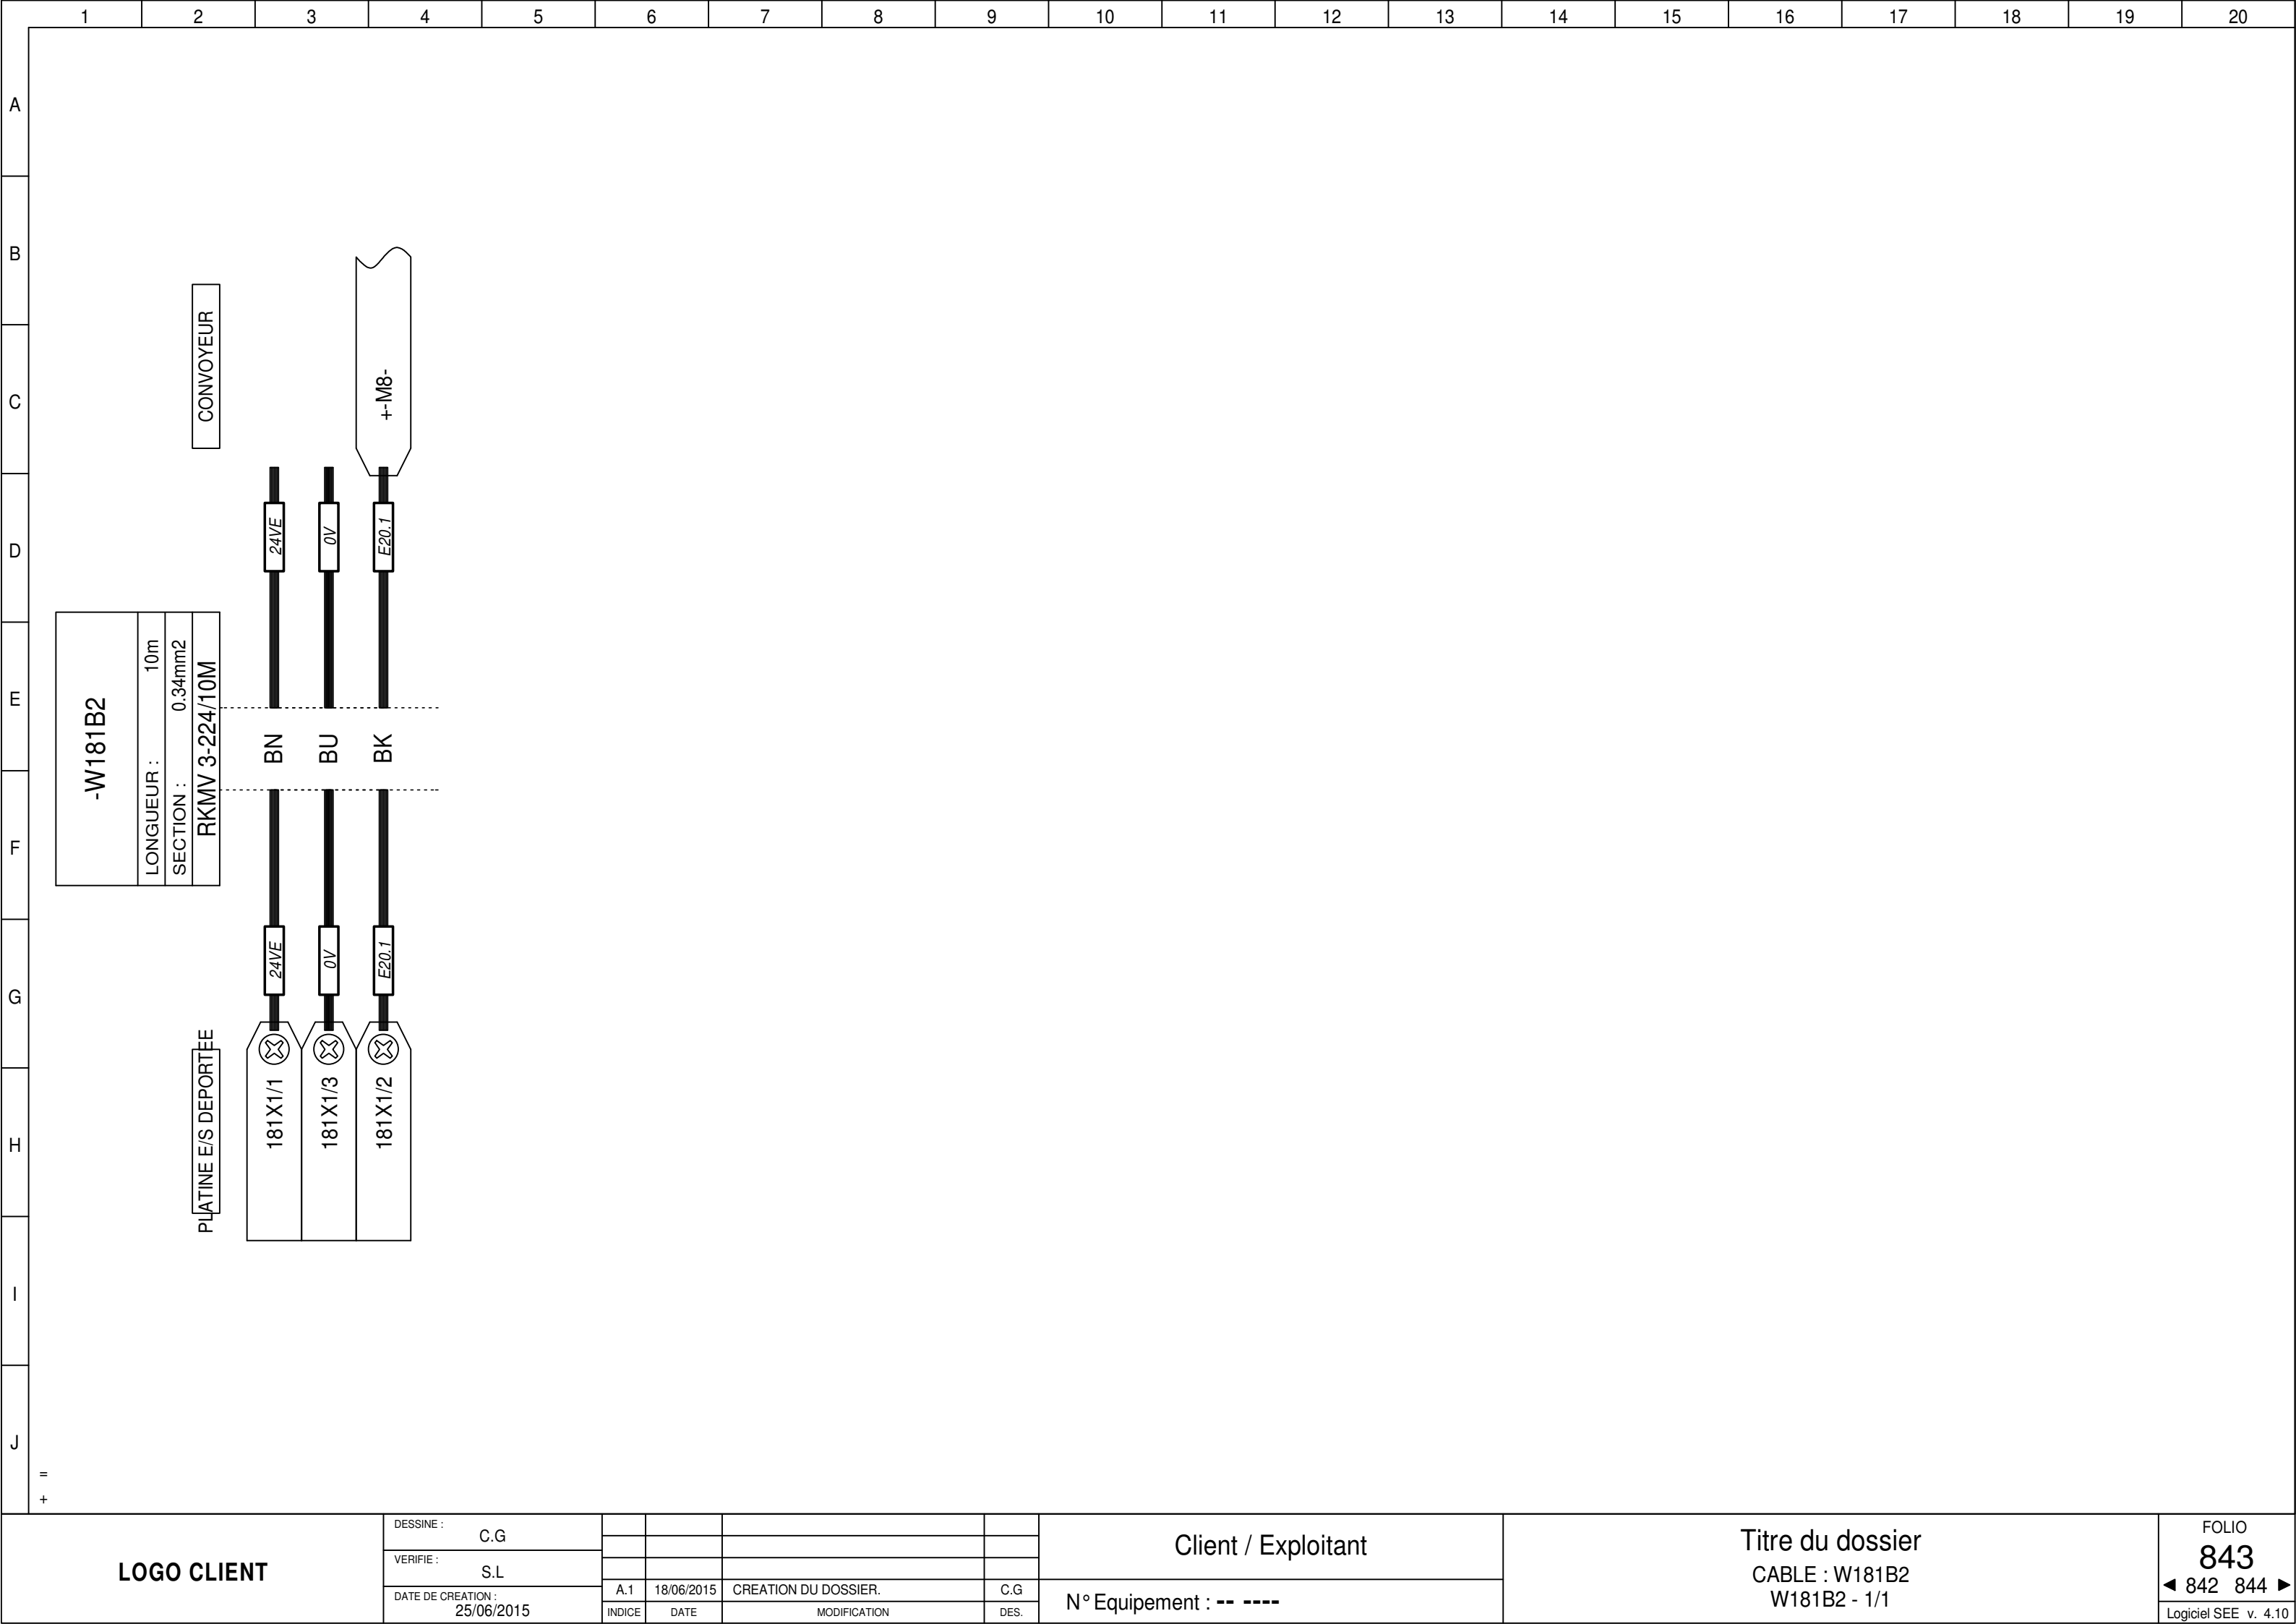 1 2 3 4 5 6 7 8 9 10 11 12 13 14 15 16 17 18 19 20
A
B
C
D
E
F
G
H
I
J
CONVOYEUR
+-M8-
24VE 0V E20.1
-W181B2
LONGUEUR : 10m
SECTION : 0.34mm2
RKMV 3-224/10M
BN BU BK
24VE 0V E20.1
PLATINE E/S DEPORTEE
181X1/1
181X1/3
181X1/2
=
+
LOGO CLIENT
DESSINE :
C.G
VERIFIE :
S.L
DATE DE CREATION :
25/06/2015
A.1 18/06/2015 CREATION DU DOSSIER. C.G
INDICE DATE MODIFICATION DES.
Client / Exploitant
N° Equipement : -- ----
Titre du dossier
CABLE : W181B2
W181B2 - 1/1
FOLIO
843
◄ 842 844 ►
Logiciel SEE v. 4.10